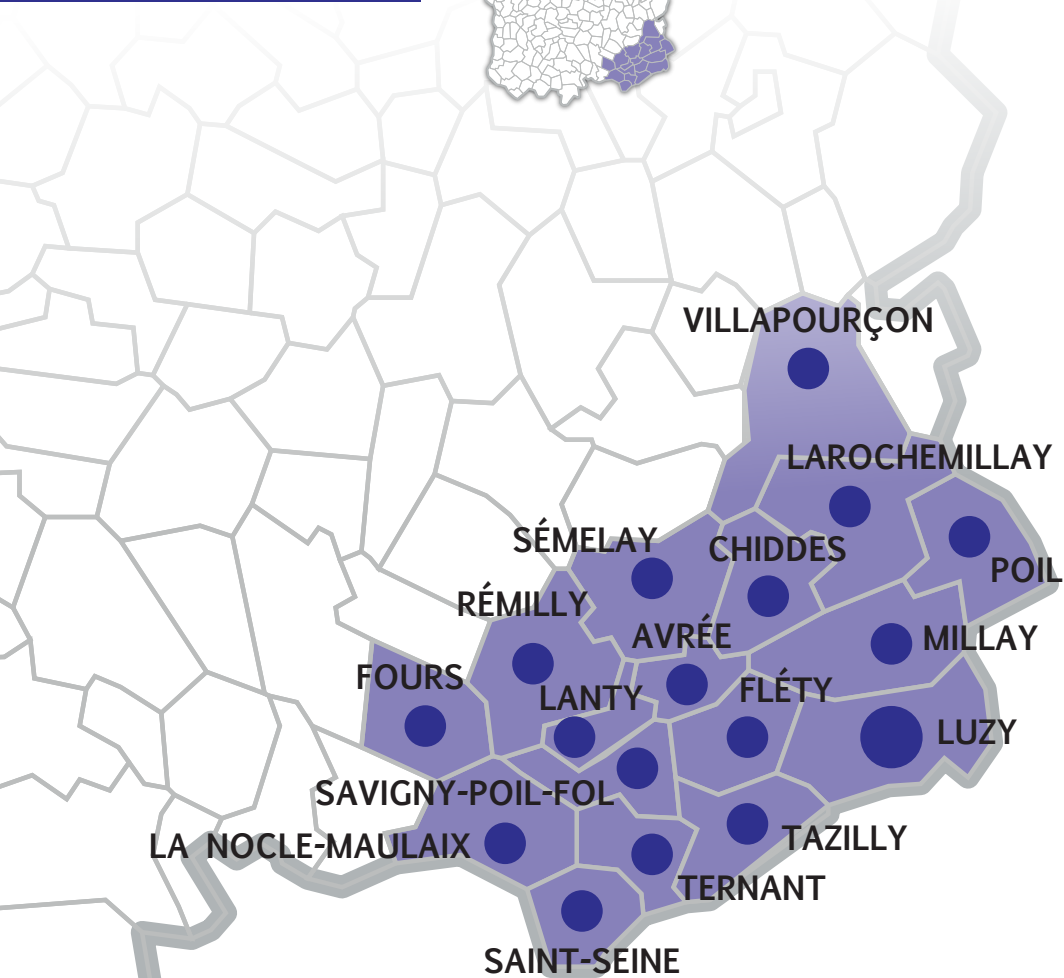 VILLAPOURÇON
LAROCHEMILLAY
SÉMELAY
CHIDDES
POIL
RÉMILLY
AVRÉE
MILLAY
FOURS
LANTY
FLÉTY
LUZY
SAVIGNY-POIL-FOL
LA NOCLE-MAULAIX
TAZILLY
TERNANT
SAINT-SEINE